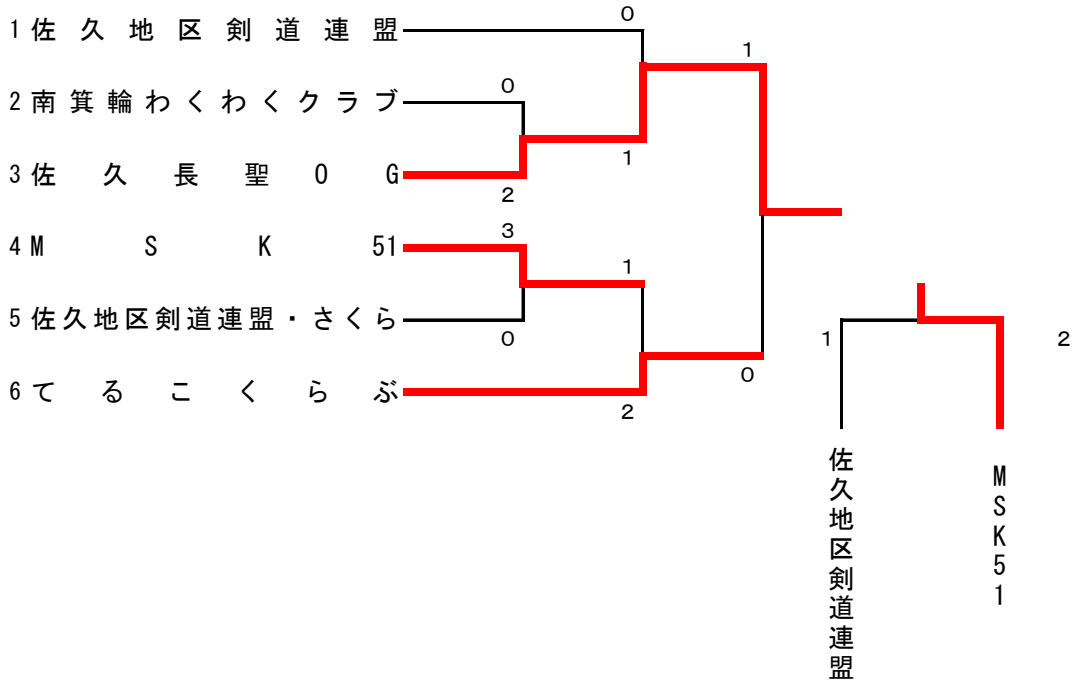 0
1 佐久地区剣道連盟
1
0
2 南箕輪わくわくクラブ
1
3 佐久長聖OG
2
3
4 MSK51
1
5 佐久地区剣道連盟・さくら
0
1
2
0
6 てるこくらぶ
2
佐久地区剣道連盟
MSK51